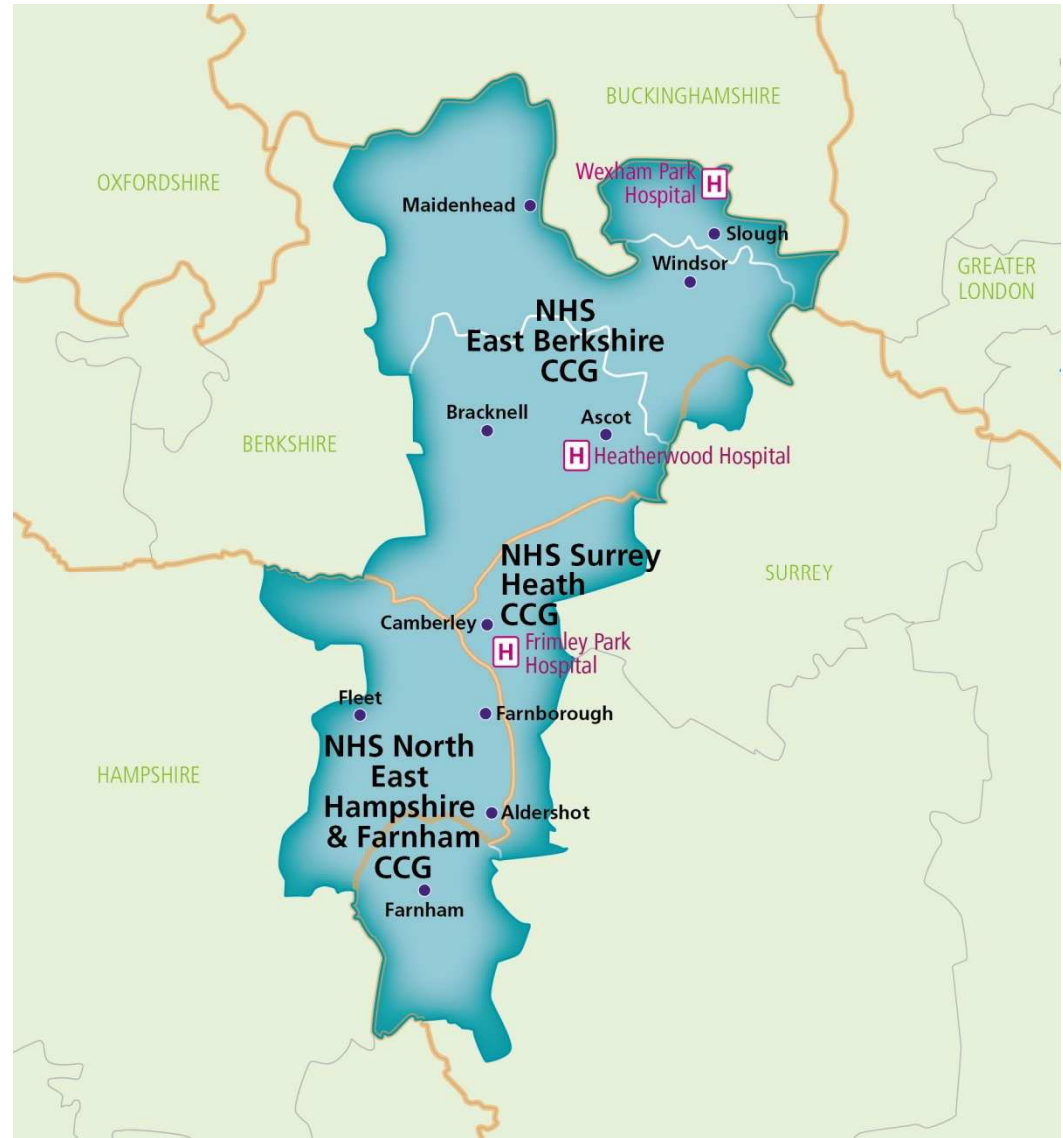 BUCKINGHAMSHIRE
OXFORDSHIRE
Wexham Park
Hospital
H
Maidenhead
Slough
Windsor
GREATER
LONDON
NHS
East Berkshire
CCG
Bracknell
Ascot
BERKSHIRE
H
Heatherwood Hospital
NHS Surrey
Heath
CCG
SURREY
Camberley
H
Frimley Park
Hospital
Fleet
Farnborough
NHS North
East
Hampshire
& Farnham
CCG
HAMPSHIRE
Aldershot
Farnham